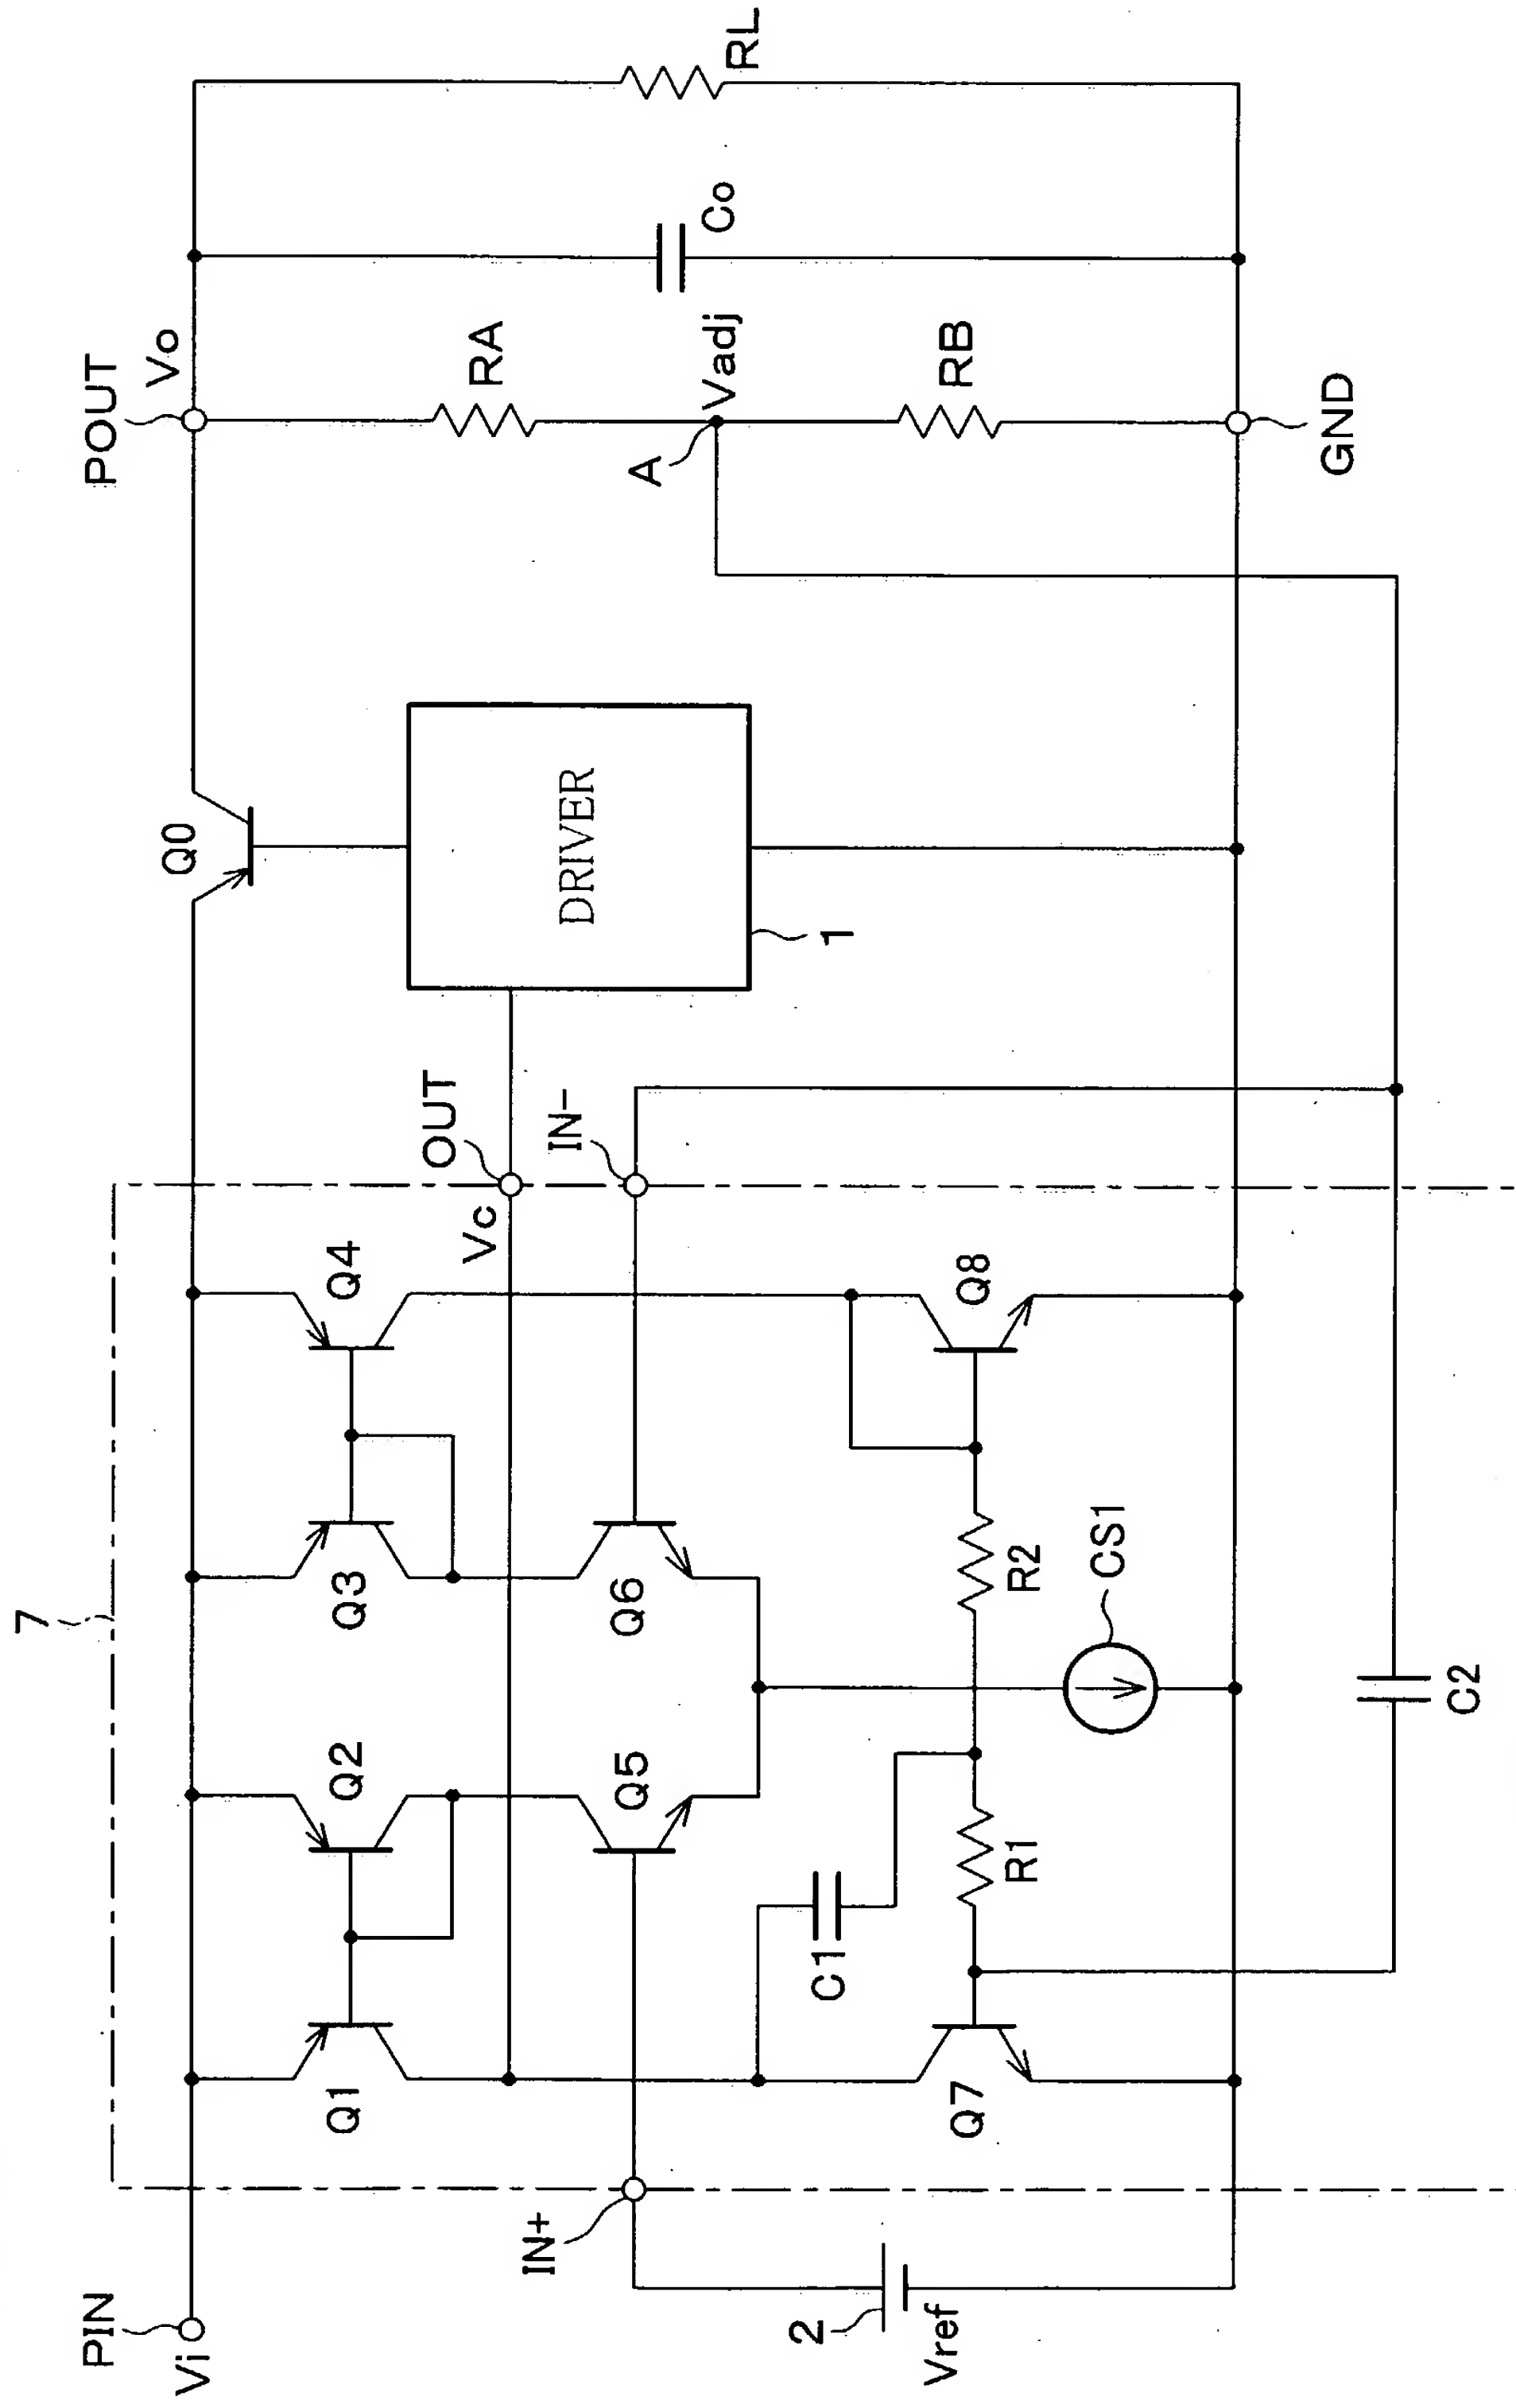 7
PIN
Vi
Q1
Q2
Q3
Q4
Q0
POUT
Vo
IN+
Q5
Q6
Vc
OUT
IN-
DRIVER
1
RA
A
Vadj
Co
RL
2
Vref
C1
Q7
R1
R2
Q8
CS1
RB
C2
GND